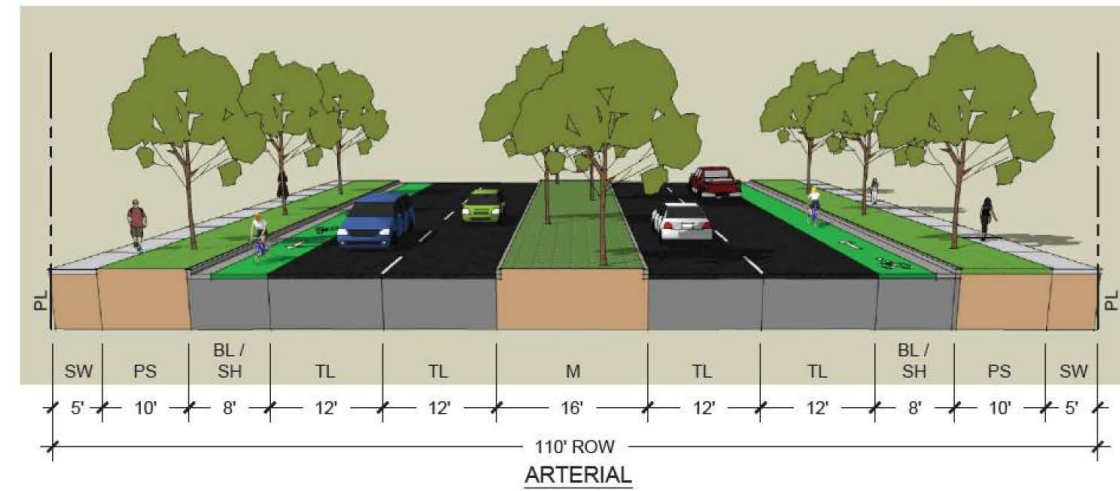 PL PL
BL / BL /
SW PS SH TL TL M TL TL SH PS SW
5' 10' 8' 12' 12' 16' 12' 12' 8' 10' 5'
110' ROW
ARTERIAL